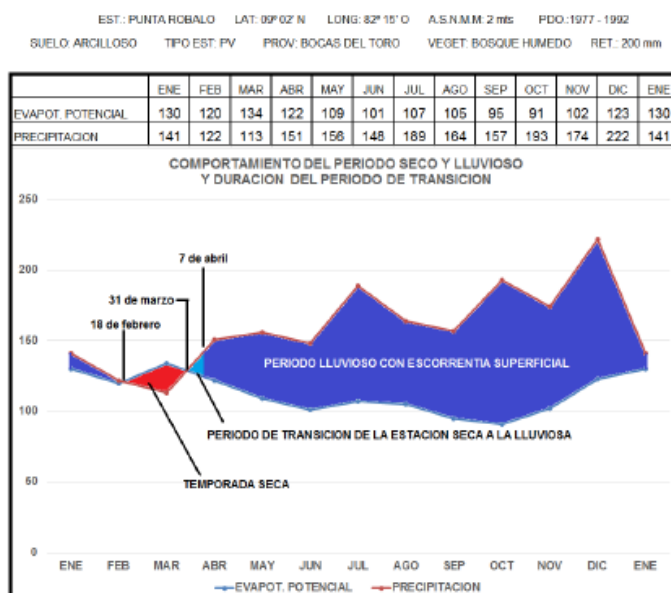 EST.: PUNTA ROBALO LAT: 09º 02' N LONG: 82º 15' O A.S.N.M.M: 2 mts PDO.:1977 - 1992
SUELO: ARCILLOSO TIPO EST: PV PROV: BOCAS DEL TORO VEGET: BOSQUE HUMEDO RET.: 200 mm
ENE FEB MAR ABR MAY JUN JUL AGO SEP OCT NOV DIC ENE
EVAPOT. POTENCIAL 130 120 134 122 109 101 107 105 95 91 102 123 130
PRECIPITACION 141 122 113 151 156 148 189 164 157 193 174 222 141
COMPORTAMIENTO DEL PERIODO SECO Y LLUVIOSO
Y DURACION DEL PERIODO DE TRANSICION
250
7 de abril
200
31 de marzo
18 de febrero
150
PERIODO LLUVIOSO CON ESCORRENTIA SUPERFICIAL
100
PERIODO DE TRANSICION DE LA ESTACION SECA A LA LLUVIOSA
50
TEMPORADA SECA
0
ENE FEB MAR ABR MAY JUN JUL AGO SEP OCT NOV DIC ENE
EVAPOT. POTENCIAL PRECIPITACION